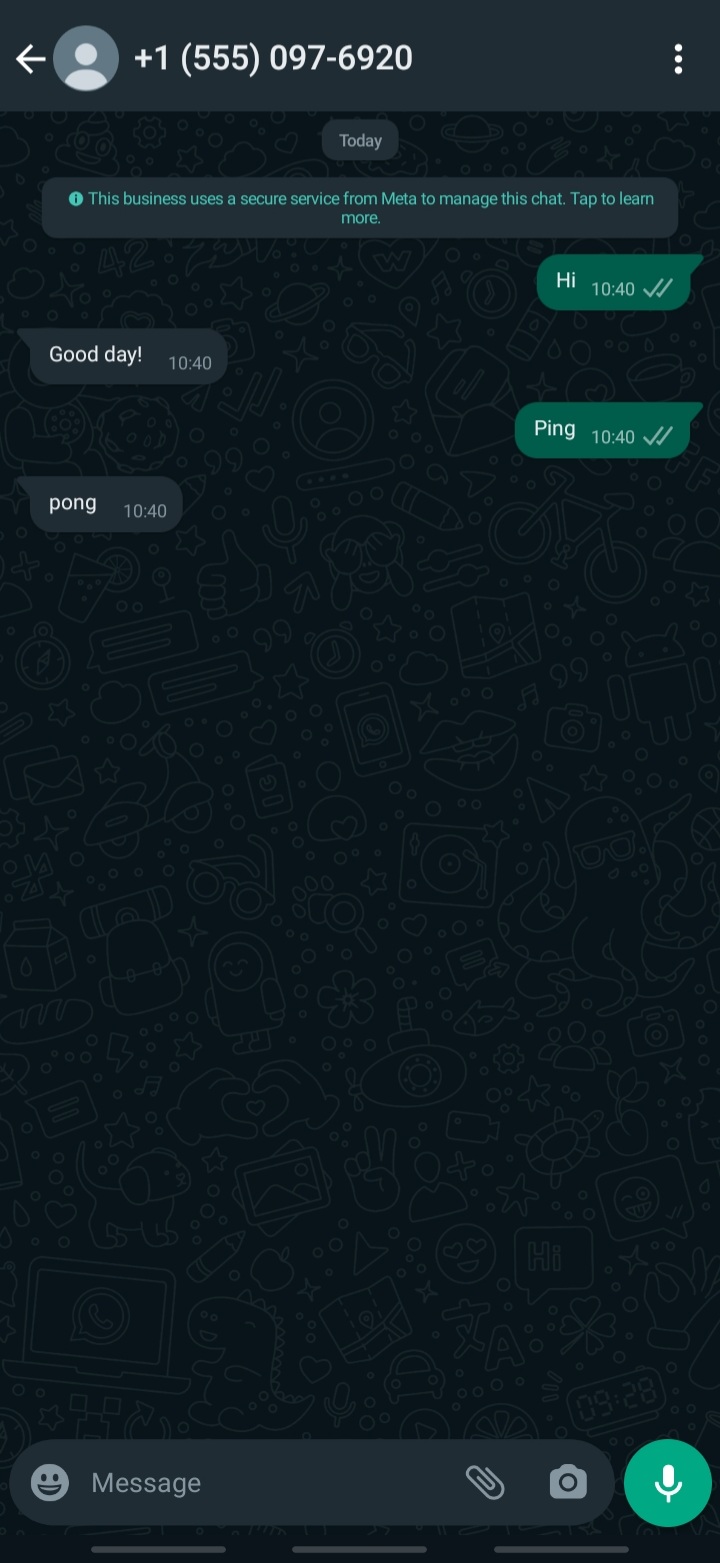 +1 (555) 097-6920
Today
This business uses a secure service from Meta to manage this chat. Tap to learn
more.
Hi 10:40
Good day! 10:40
Ping 10:40
pong 10:40
Message